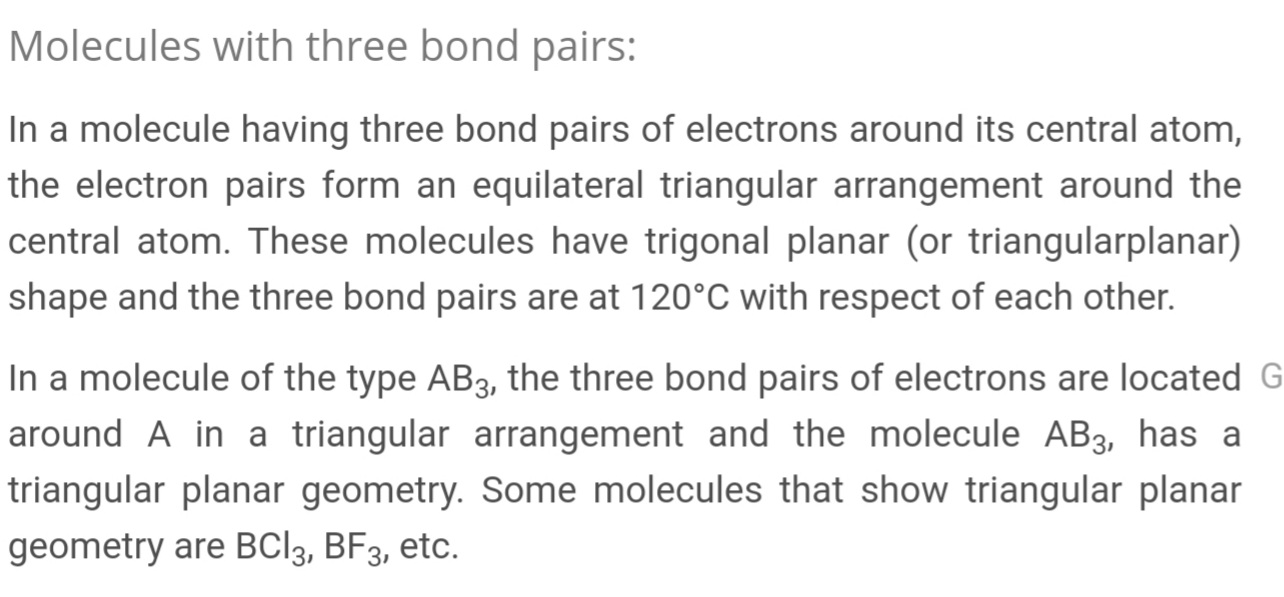 Molecules with three bond pairs:
In a molecule having three bond pairs of electrons around its central atom,
the electron pairs form an equilateral triangular arrangement around the
central atom. These molecules have trigonal planar (or triangularplanar)
shape and the three bond pairs are at 120°C with respect of each other.
In a molecule of the type AB₃, the three bond pairs of electrons are located G
around A in a triangular arrangement and the molecule AB₃, has a
triangular planar geometry. Some molecules that show triangular planar
geometry are BCl₃, BF₃, etc.